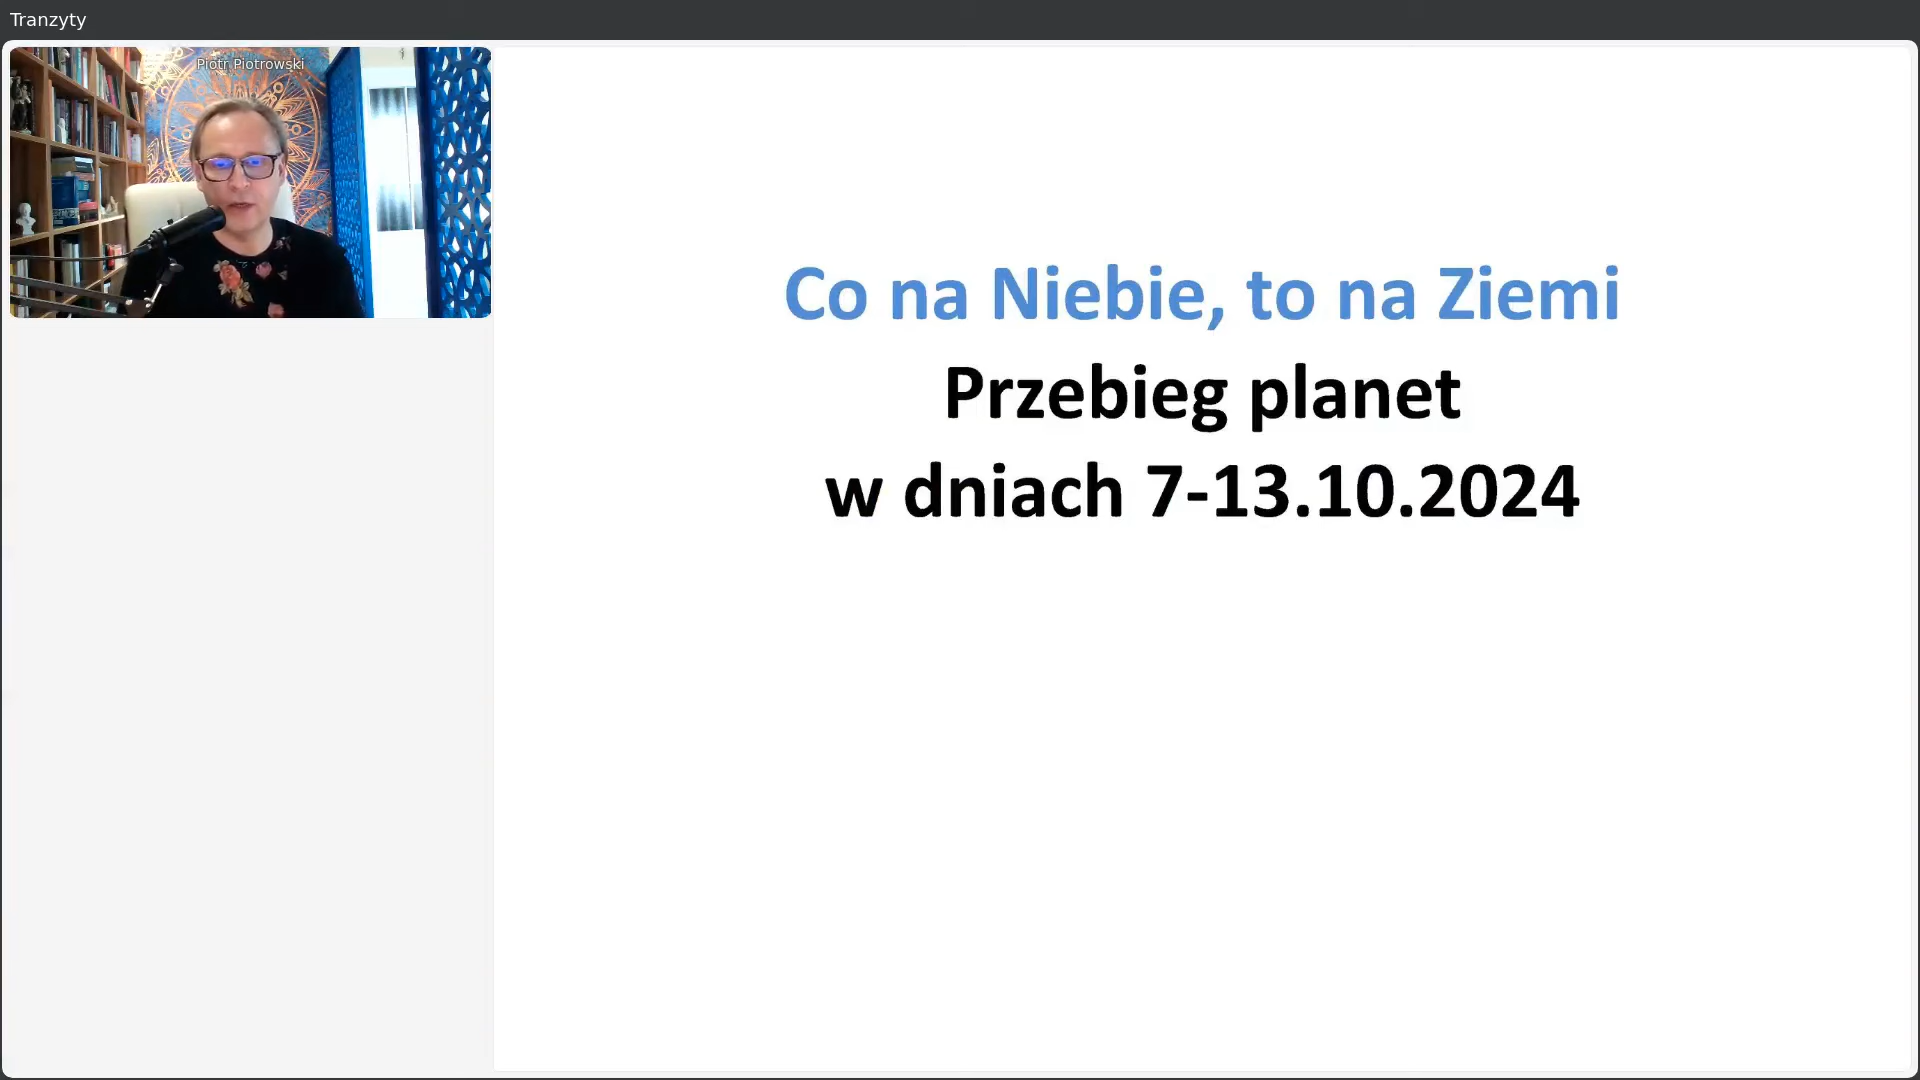 Tranzyty
Piotr Piotrowski
Co na Niebie, to na Ziemi
Przebieg planet
w dniach 7-13.10.2024